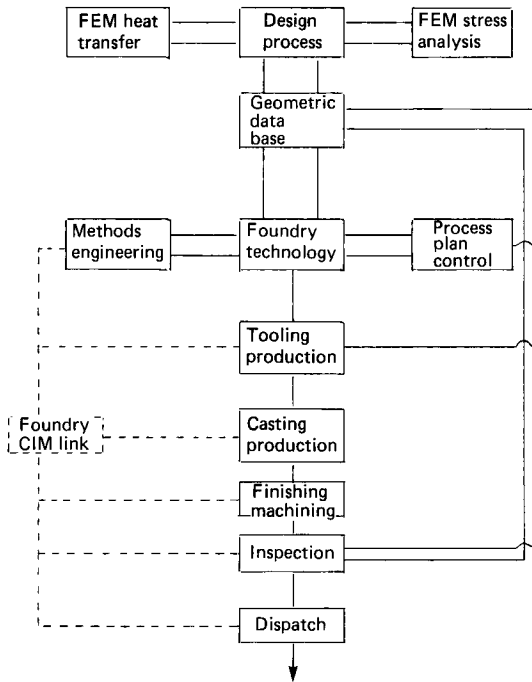 FEM heat
transfer
Design
process
FEM stress
analysis
Geometric
data
base
Methods
engineering
Foundry
technology
Process
plan
control
Tooling
production
Foundry
CIM link
Casting
production
Finishing
machining
Inspection
Dispatch